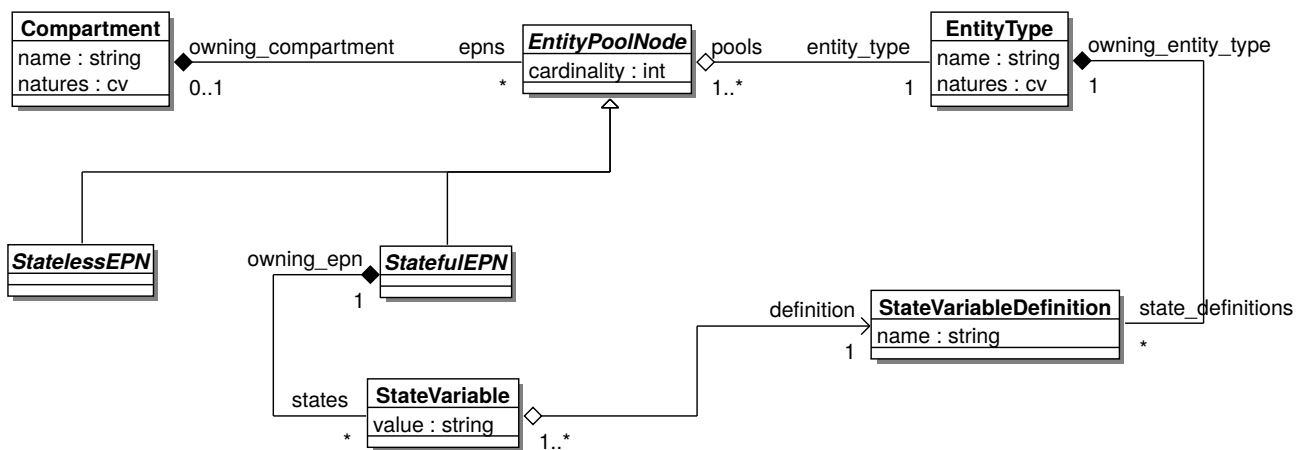 Compartment
name : string
natures : cv
owning_compartment
0..1
epns
*
EntityPoolNode
cardinality : int
pools
1..*
entity_type
1
EntityType
name : string
natures : cv
owning_entity_type
1
StatelessEPN
owning_epn
1
StatefulEPN
definition
1
StateVariableDefinition
name : string
state_definitions
*
states
*
StateVariable
value : string
1..*